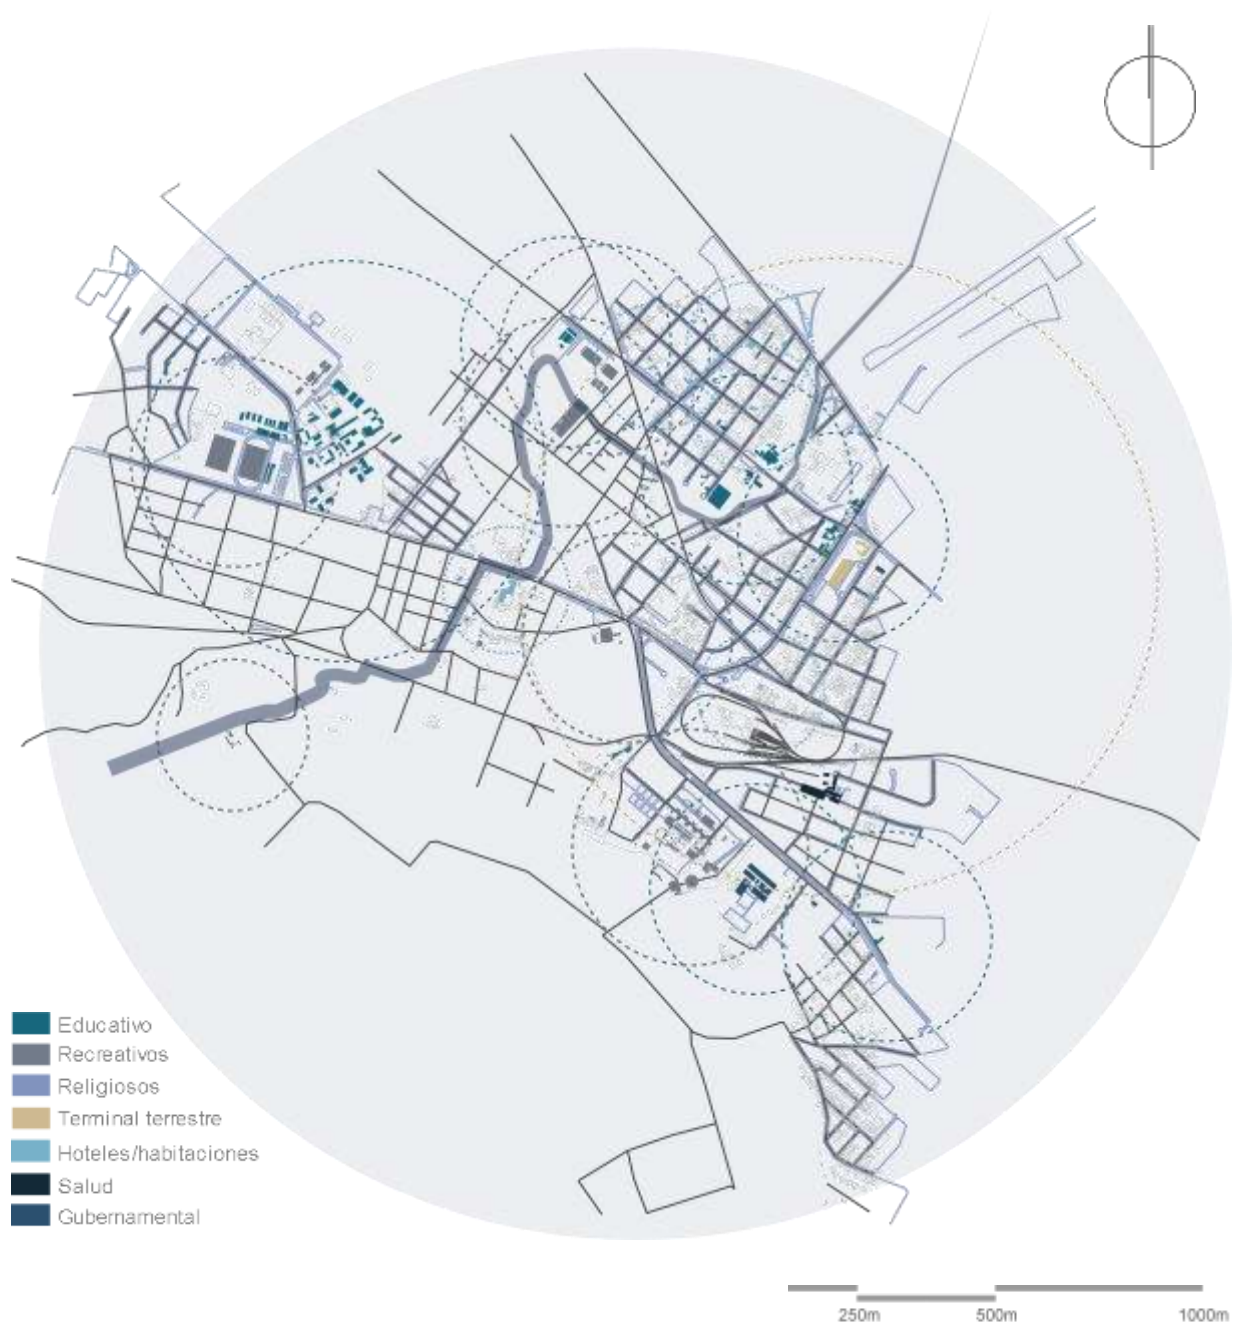 Educativo
Recreativos
Religiosos
Terminal terrestre
Hoteles/habitaciones
Salud
Gubernamental
250m 500m 1000m